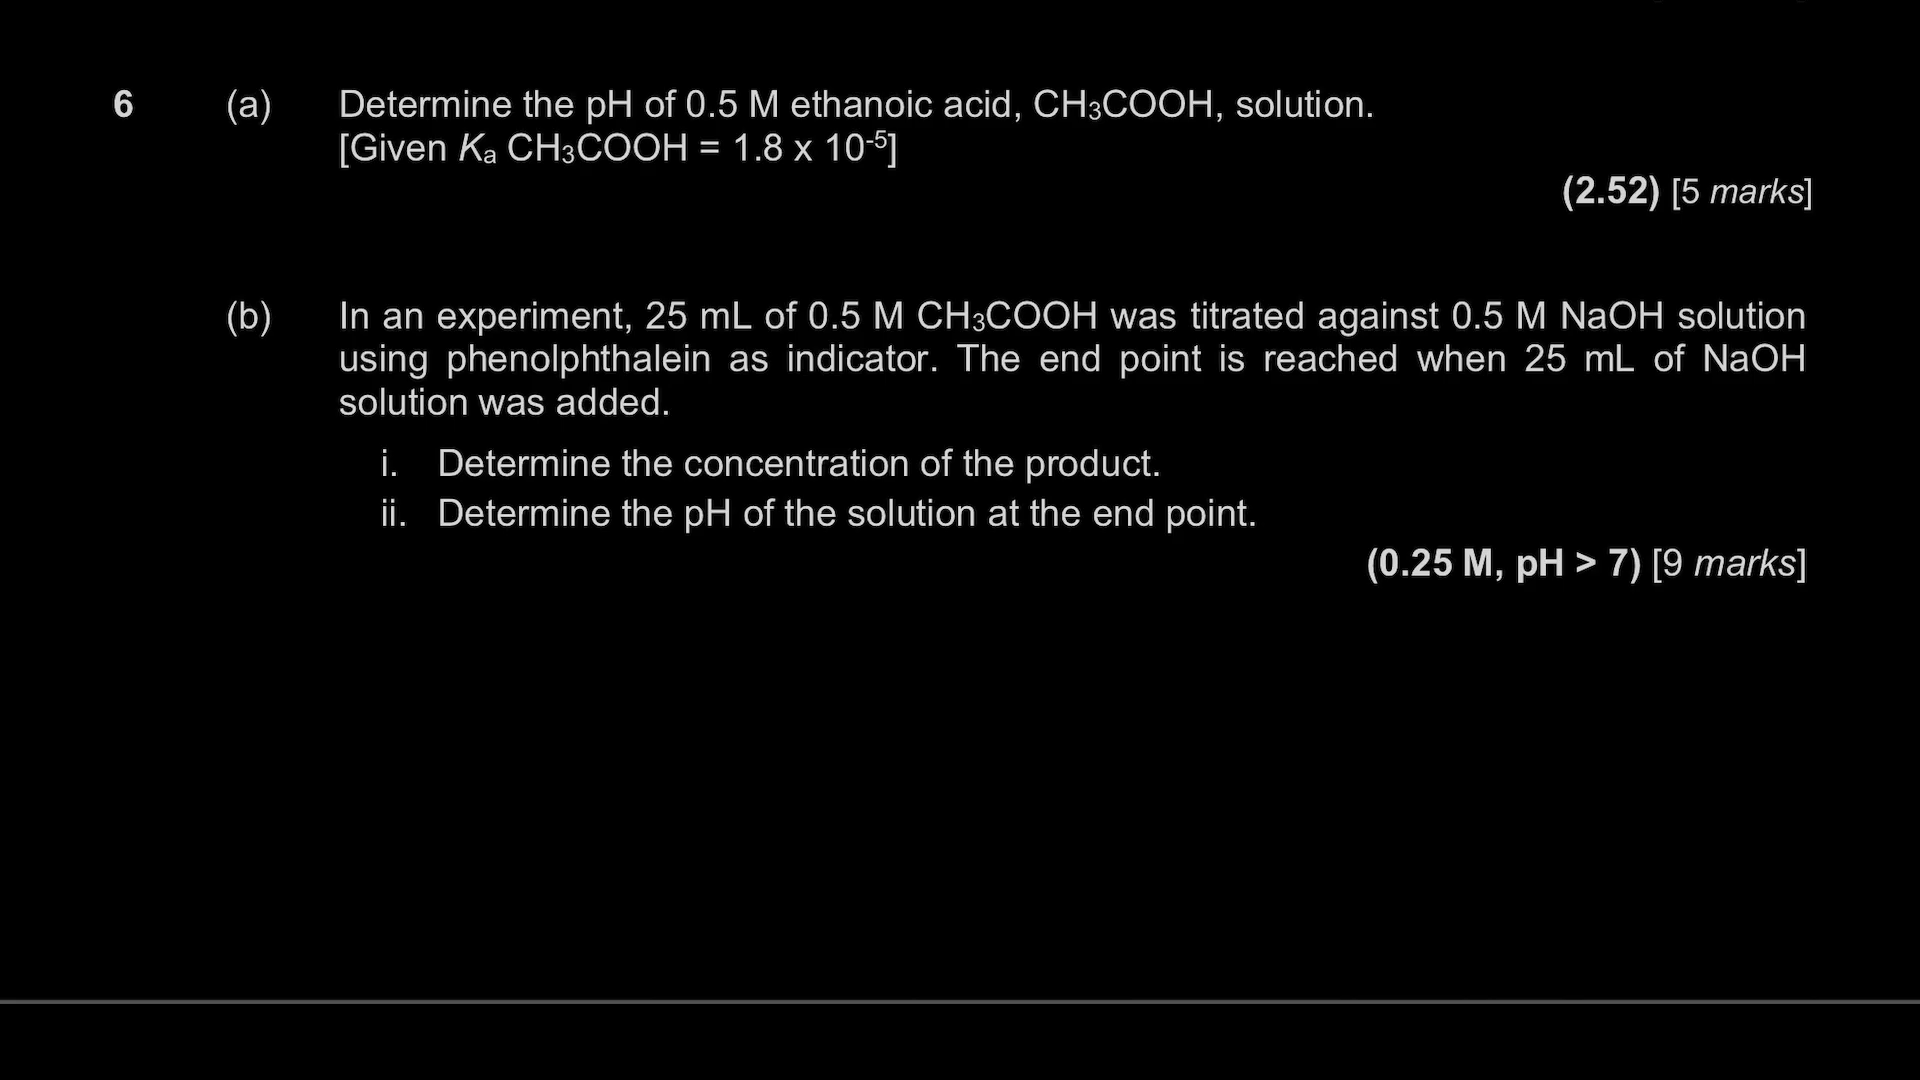 6 (a) Determine the pH of 0.5 M ethanoic acid, CH₃COOH, solution.
[Given Kₐ CH₃COOH = 1.8 x 10⁻⁵]
(2.52) [5 marks]
(b) In an experiment, 25 mL of 0.5 M CH₃COOH was titrated against 0.5 M NaOH solution
using phenolphthalein as indicator. The end point is reached when 25 mL of NaOH
solution was added.
i. Determine the concentration of the product.
ii. Determine the pH of the solution at the end point.
(0.25 M, pH > 7) [9 marks]